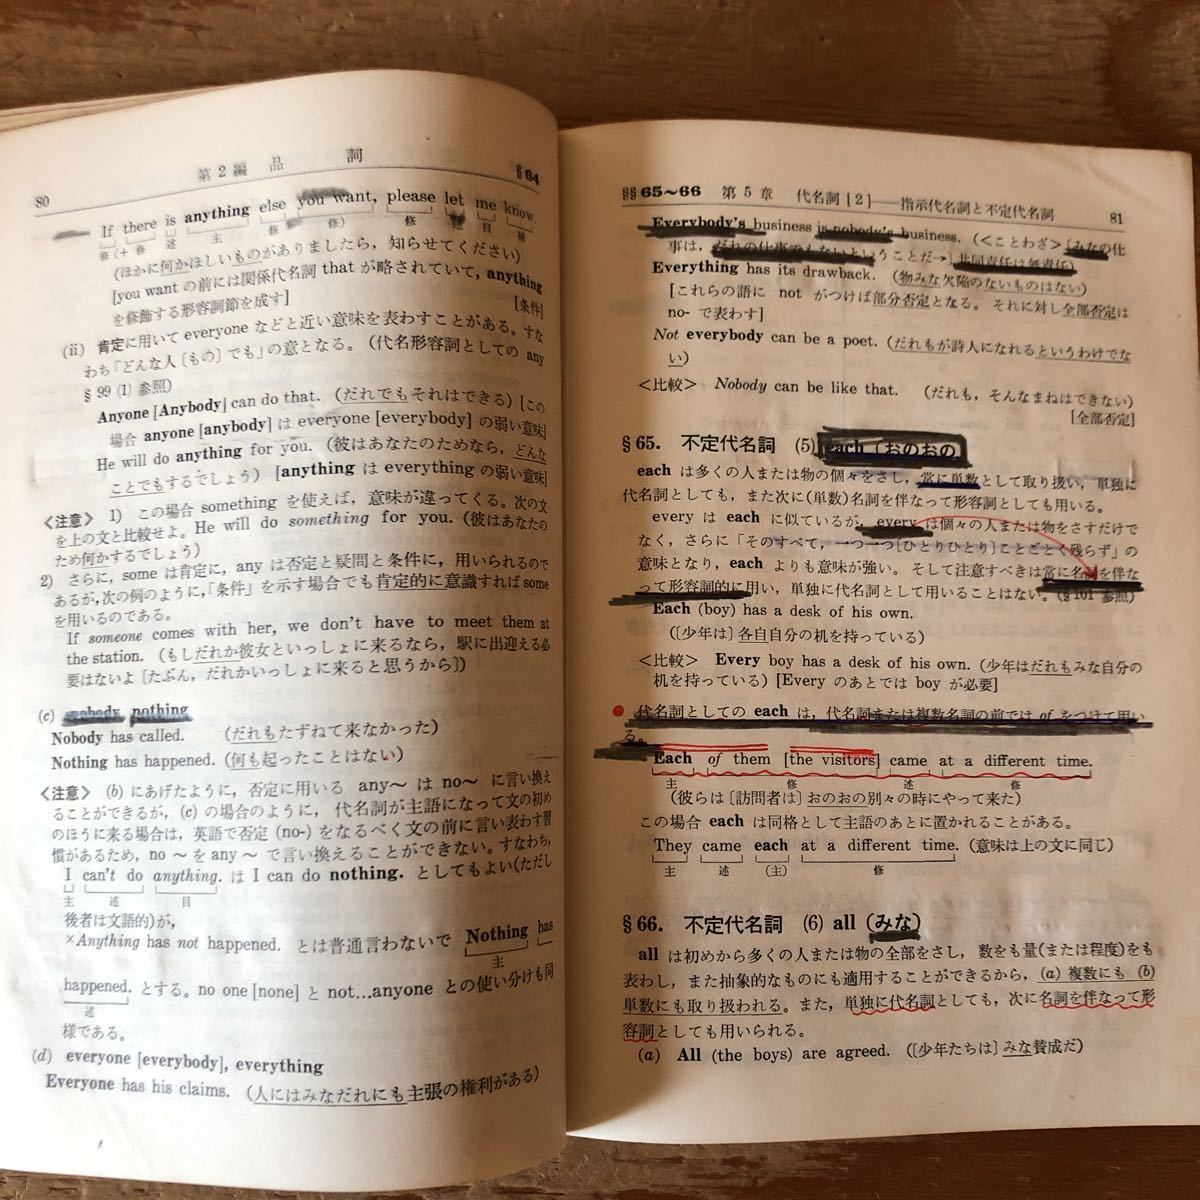 80　第2編　品　　詞　§64
If there is anything else you want, please let me know.
修(+修　述　主　修　修)　修　述　目　補
(ほかに何かほしいものがありましたら，知らせてください)
[you want の前には関係代名詞 that が略されていて, anything
を修飾する形容詞節を成す]　[条件]
(ii) 肯定に用いて everyone などと近い意味を表わすことがある。すな
わち「どんな人〔もの〕でも」の意となる。(代名形容詞としての any
§99 (1) 参照)
Anyone [Anybody] can do that. (だれでもそれはできる) [この
場合 anyone [anybody] は everyone [everybody] の弱い意味]
He will do anything for you. (彼はあなたのためなら，どんな
ことでもするでしょう) [anything は everything の弱い意味]
〈注意〉 1) この場合 something を使えば，意味が違ってくる。次の文
を上の文と比較せよ。He will do something for you. (彼はあなたの
ため何かするでしょう)
2) さらに，some は肯定に，any は否定と疑問と条件に，用いられるので
あるが，次の例のように，「条件」を示す場合でも肯定的に意識すれば some
を用いるのである。
If someone comes with her, we don't have to meet them at
the station. (もしだれか彼女といっしょに来るなら，駅に出迎える必
要はないよ〔たぶん，だれかいっしょに来ると思うから〕)
(c) nobody nothing
Nobody has called. (だれもたずねて来なかった)
Nothing has happened. (何も起ったことはない)
〈注意〉 (b) にあげたように，否定に用いる any～ は no～ に言い換え
ることができるが，(c) の場合のように，代名詞が主語になって文の初め
のほうに来る場合は，英語で否定 (no-) をなるべく文の前に言い表わす習
慣があるため，no ～ を any ～ で言い換えることができない。すなわち，
I can't do anything. は I can do nothing. としてもよい(ただし
主　述　目
後者は文語的)が，
×Anything has not happened. とは普通言わないで Nothing has
主
happened. とする。no one [none] と not...anyone との使い分けも同
述
様である。
(d) everyone [everybody], everything
Everyone has his claims. (人にはみなだれにも主張の権利がある)
§§65～66　第5章　代名詞 [2]——指示代名詞と不定代名詞　81
Everybody's business is nobody's business. (＜ことわざ＞〔みなの仕
事は，だれの仕事でもないということだ→〕共同責任は無責任)
Everything has its drawback. (物みな欠陥のないものはない)
[これらの語に not がつけば部分否定となる。それに対し全部否定は
no- で表わす]
Not everybody can be a poet. (だれもが詩人になれるというわけでな
い)
＜比較＞ Nobody can be like that. (だれも，そんなまねはできない)
[全部否定]
§65. 不定代名詞 (5) each (おのおの
each は多くの人または物の個々をさし，常に単数として取り扱い，単独に
代名詞としても，また次に(単数)名詞を伴なって形容詞としても用いる。
every は each に似ているが，every は個々の人または物をさすだけで
なく，さらに「そのすべて，一つ一つ〔ひとりひとり〕ことごとく残らず」の
意味となり，each よりも意味が強い。そして注意すべきは常に名詞を伴な
って形容詞的に用い，単独に代名詞として用いることはない。(§101 参照)
Each (boy) has a desk of his own.
(〔少年は〕各自自分の机を持っている)
＜比較＞ Every boy has a desk of his own. (少年はだれもみな自分の
机を持っている) [Every のあとでは boy が必要]
代名詞としての each は，代名詞または複数名詞の前では of をつけて用い
る。
Each of them [the visitors] came at a different time.
主　修　述　修
(彼らは〔訪問者は〕おのおの別々の時にやって来た)
この場合 each は同格として主語のあとに置かれることがある。
They came each at a different time. (意味は上の文に同じ)
主　述　(主)　修
§66. 不定代名詞 (6) all (みな)
all は初めから多くの人または物の全部をさし，数をも量(または程度)をも
表わし，また抽象的なものにも適用することができるから，(a) 複数にも (b)
単数にも取り扱われる。また，単独に代名詞としても，次に名詞を伴なって形
容詞としても用いられる。
(a) All (the boys) are agreed. (〔少年たちは〕みな賛成だ)